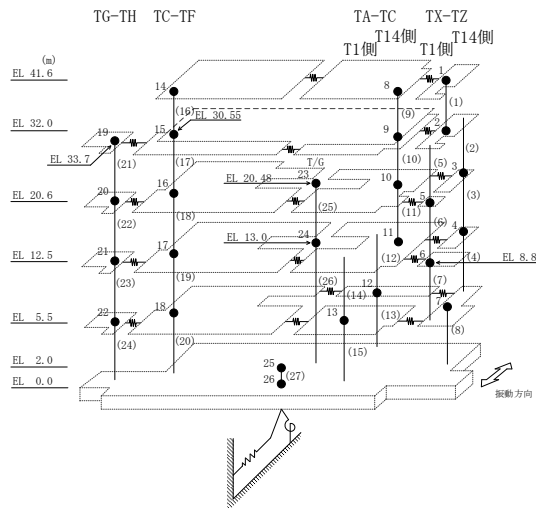 TG-TH TC-TF TA-TC TX-TZ
T1側 T14側 T1側 T14側
(m)
EL 41.6
14 8 1
(16) (9) (1)
EL 30.55
EL 32.0
19 15 9 2
EL 33.7
(21) (17) (10) (2)
T/G
EL 20.48 23
16 10 (5) 3
EL 20.6
20 (11) 5 (3)
(22) (18) (25)
EL 13.0 24 11 (6) 4
EL 12.5
21 17 (12) 6 (4) EL 8.8
(23) (19) (26) (14) 12 (7)
EL 5.5
22 18 13 (13) 7
(24) (20) (15) (8)
EL 2.0
25
EL 0.0
26 (27)
振動方向